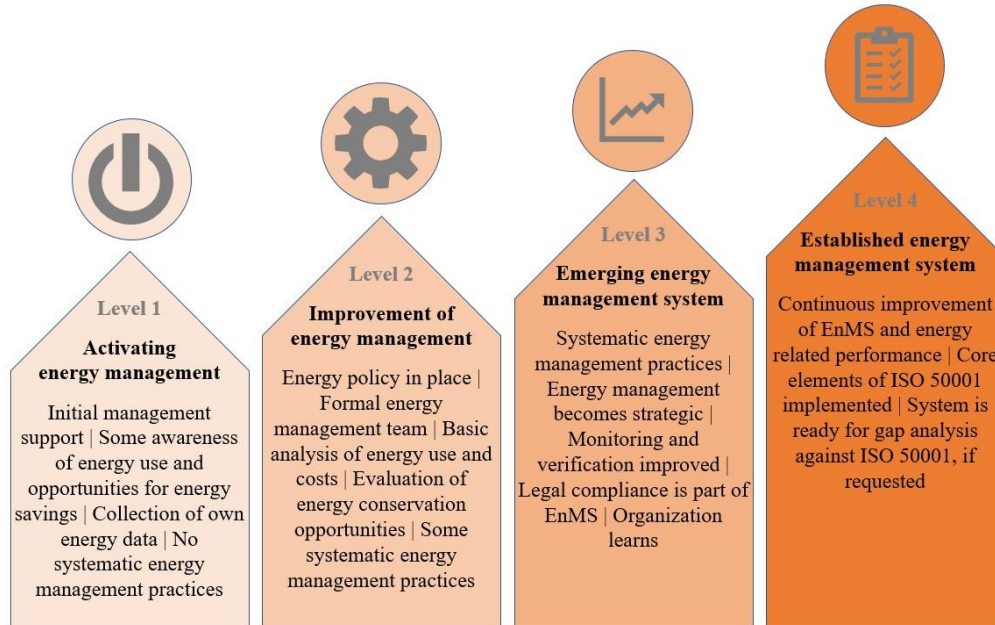 Level 1
Activating
energy management
Initial management
support | Some awareness
of energy use and
opportunities for energy
savings | Collection of own
energy data | No
systematic energy
management practices
Level 2
Improvement of
energy management
Energy policy in place |
Formal energy
management team | Basic
analysis of energy use and
costs | Evaluation of
energy conservation
opportunities | Some
systematic energy
management practices
Level 3
Emerging energy
management system
Systematic energy
management practices |
Energy management
becomes strategic |
Monitoring and
verification improved |
Legal compliance is part of
EnMS | Organization
learns
Level 4
Established energy
management system
Continuous improvement
of EnMS and energy
related performance | Core
elements of ISO 50001
implemented | System is
ready for gap analysis
against ISO 50001, if
requested